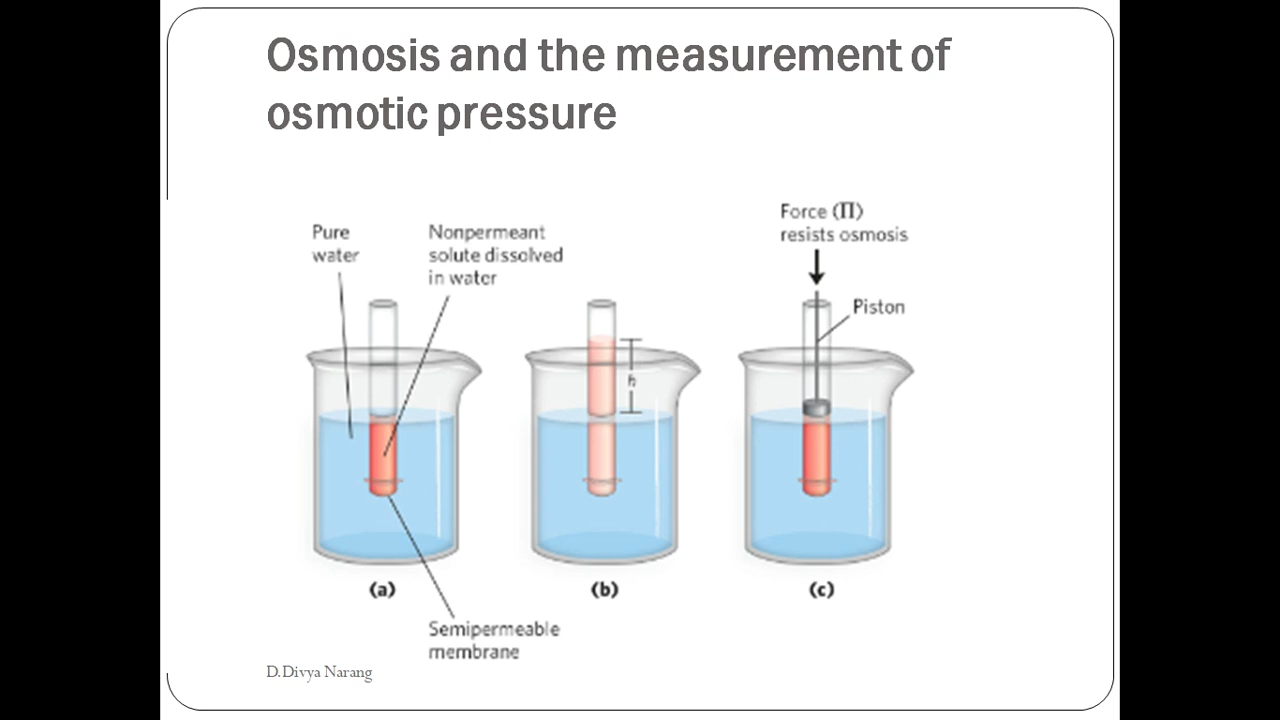 Osmosis and the measurement of
osmotic pressure
Pure
water
Nonpermeant
solute dissolved
in water
Force (Π)
resists osmosis
Piston
h
(a)
(b)
(c)
Semipermeable
membrane
D.Divya Narang